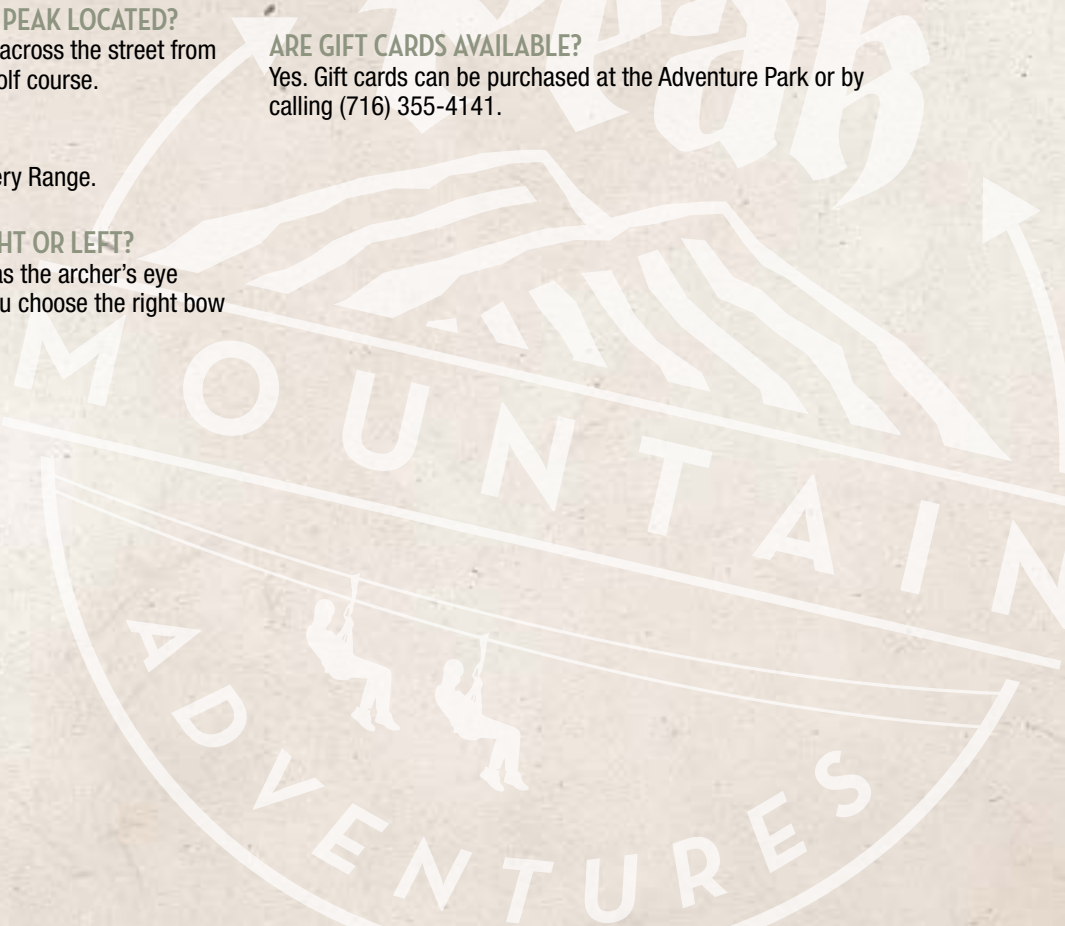 PEAK LOCATED?
across the street from
olf course.
ery Range.
HT OR LEFT?
as the archer's eye
u choose the right bow
ARE GIFT CARDS AVAILABLE?
Yes. Gift cards can be purchased at the Adventure Park or by
calling (716) 355-4141.
Peak
MOUNTAIN
ADVENTURES